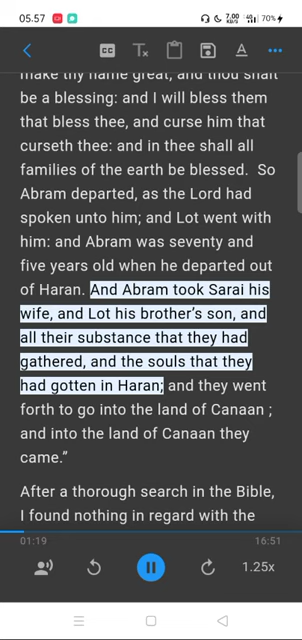 05.57
7,00
KB/S
4G
70%
CC
A
make thy name great, and thou shalt
be a blessing: and I will bless them
that bless thee, and curse him that
curseth thee: and in thee shall all
families of the earth be blessed.  So
Abram departed, as the Lord had
spoken unto him; and Lot went with
him: and Abram was seventy and
five years old when he departed out
of Haran. And Abram took Sarai his
wife, and Lot his brother’s son, and
all their substance that they had
gathered, and the souls that they
had gotten in Haran; and they went
forth to go into the land of Canaan ;
and into the land of Canaan they
came.”
After a thorough search in the Bible,
I found nothing in regard with the
01:19
16:51
1.25x